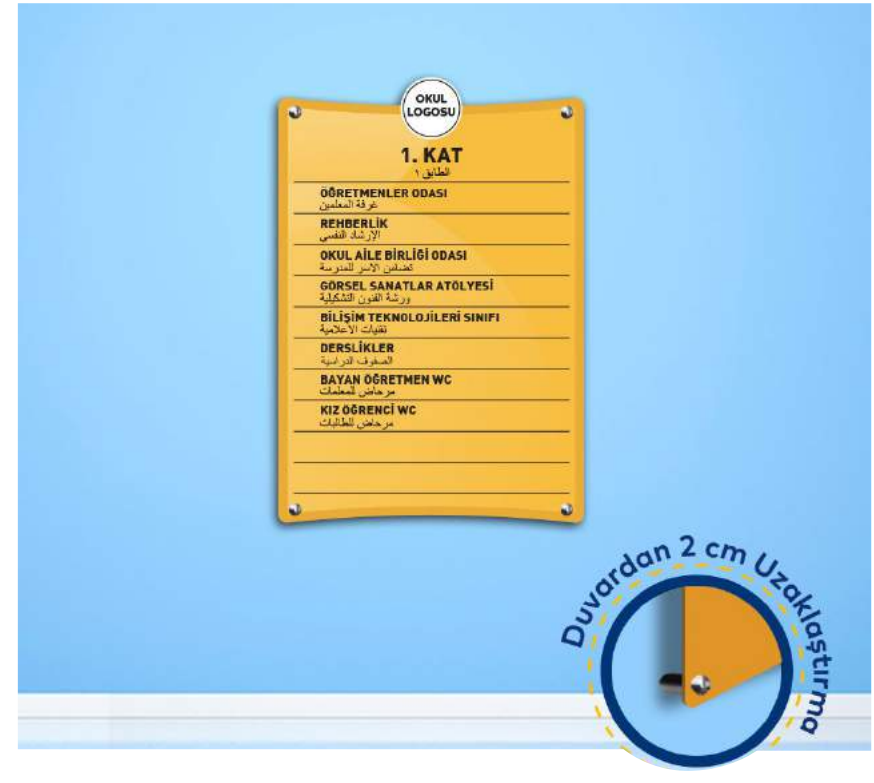 OKUL
LOGOSU
1. KAT
الطابق ١
ÖĞRETMENLER ODASI
غرفة المعلمين
REHBERLİK
الإرشاد النفسي
OKUL AİLE BİRLİĞİ ODASI
تضامن الاسر للمدرسة
GÖRSEL SANATLAR ATÖLYESİ
ورشة الفنون التشكيلية
BİLİŞİM TEKNOLOJİLERİ SINIFI
تقنيات الاعلامية
DERSLİKLER
الصفوف الدراسية
BAYAN ÖĞRETMEN WC
مرحاض للمعلمات
KIZ ÖĞRENCİ WC
مرحاض للطالبات
Duvardan 2 cm Uzaklaştırma